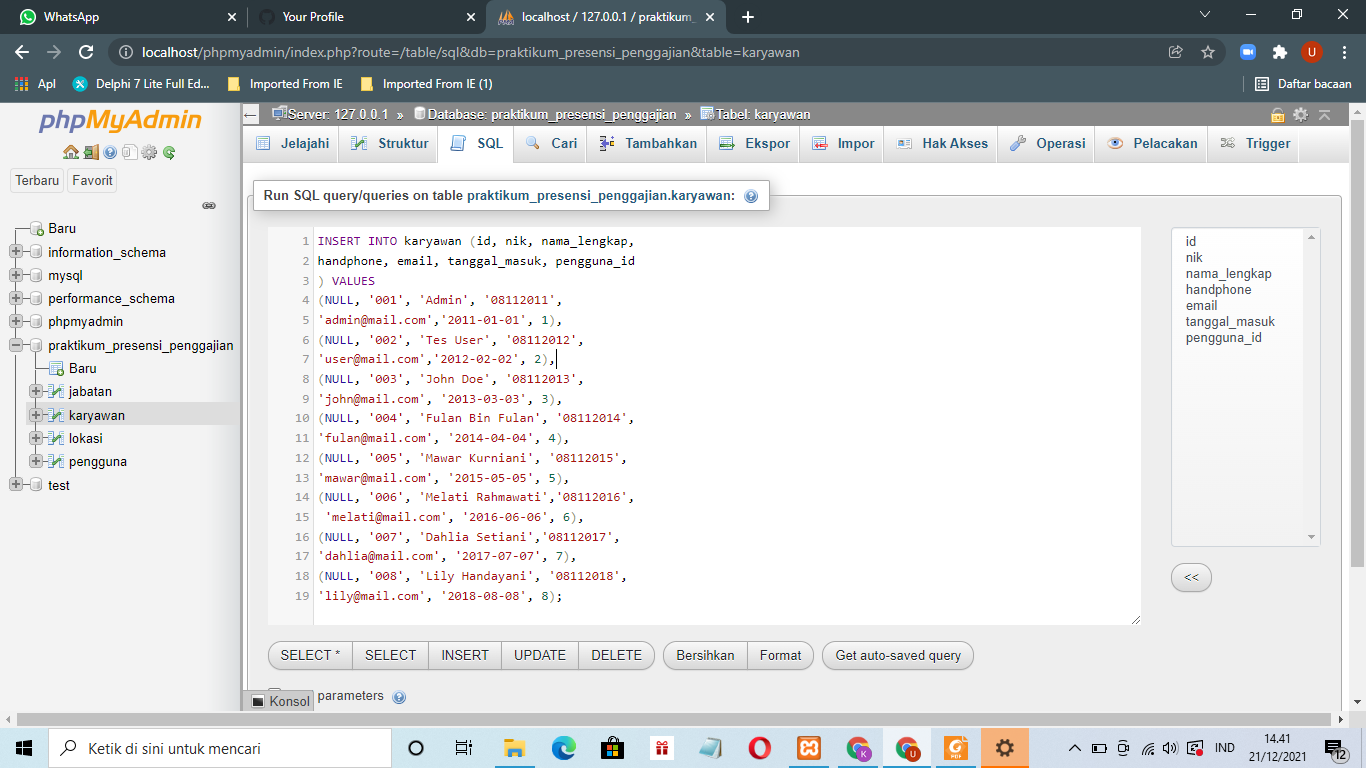 WhatsApp
Your Profile
localhost / 127.0.0.1 / praktikum_
localhost/phpmyadmin/index.php?route=/table/sql&db=praktikum_presensi_penggajian&table=karyawan
U
Apl
Delphi 7 Lite Full Ed...
Imported From IE
Imported From IE (1)
Daftar bacaan
phpMyAdmin
Terbaru
Favorit
Baru
information_schema
mysql
performance_schema
phpmyadmin
praktikum_presensi_penggajian
Baru
jabatan
karyawan
lokasi
pengguna
test
Server: 127.0.0.1 » Database: praktikum_presensi_penggajian » Tabel: karyawan
Jelajahi
Struktur
SQL
Cari
Tambahkan
Ekspor
Impor
Hak Akses
Operasi
Pelacakan
Trigger
Run SQL query/queries on table praktikum_presensi_penggajian.karyawan:
1 INSERT INTO karyawan (id, nik, nama_lengkap,
2 handphone, email, tanggal_masuk, pengguna_id
3 ) VALUES
4 (NULL, '001', 'Admin', '08112011',
5 'admin@mail.com','2011-01-01', 1),
6 (NULL, '002', 'Tes User', '08112012',
7 'user@mail.com','2012-02-02', 2),
8 (NULL, '003', 'John Doe', '08112013',
9 'john@mail.com', '2013-03-03', 3),
10 (NULL, '004', 'Fulan Bin Fulan', '08112014',
11 'fulan@mail.com', '2014-04-04', 4),
12 (NULL, '005', 'Mawar Kurniani', '08112015',
13 'mawar@mail.com', '2015-05-05', 5),
14 (NULL, '006', 'Melati Rahmawati','08112016',
15 'melati@mail.com', '2016-06-06', 6),
16 (NULL, '007', 'Dahlia Setiani','08112017',
17 'dahlia@mail.com', '2017-07-07', 7),
18 (NULL, '008', 'Lily Handayani', '08112018',
19 'lily@mail.com', '2018-08-08', 8);
id
nik
nama_lengkap
handphone
email
tanggal_masuk
pengguna_id
<<
SELECT *
SELECT
INSERT
UPDATE
DELETE
Bersihkan
Format
Get auto-saved query
Konsol
parameters
Ketik di sini untuk mencari
K
U
PDF
IND
14.41
21/12/2021
12